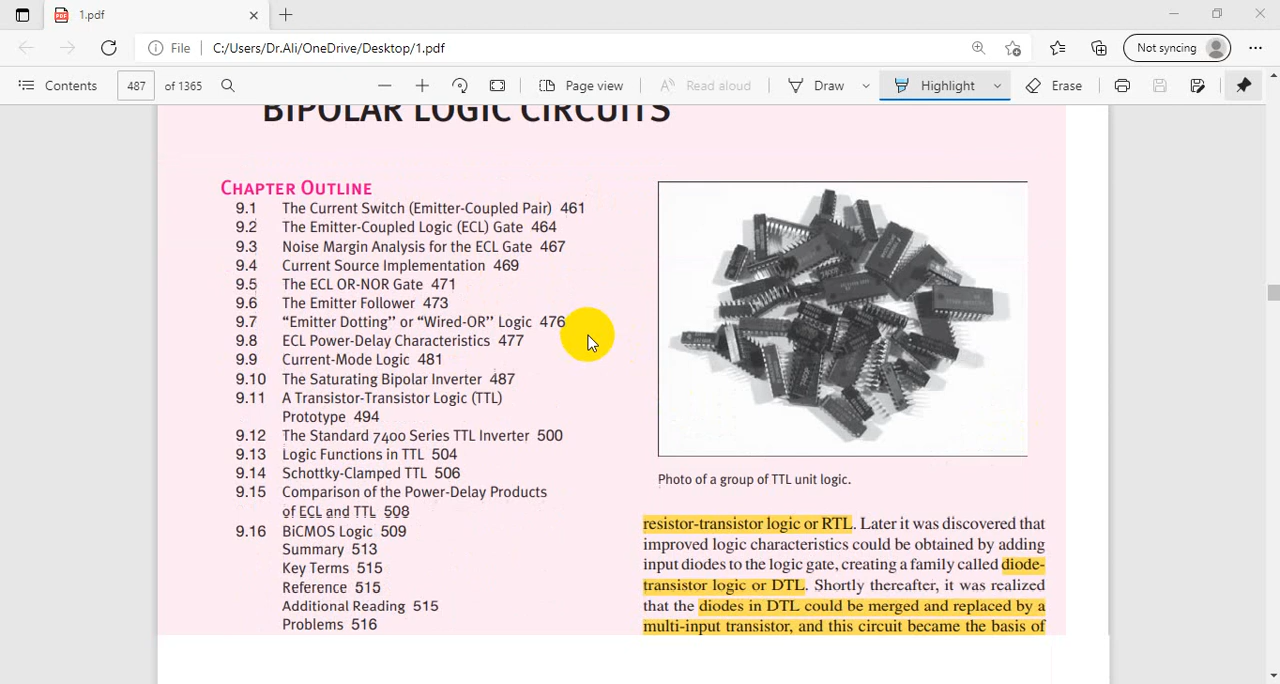 1.pdf
File C:/Users/Dr.Ali/OneDrive/Desktop/1.pdf
Not syncing
Contents 487 of 1365 Page view Read aloud Draw Highlight Erase
BIPOLAR LOGIC CIRCUITS
CHAPTER OUTLINE
9.1 The Current Switch (Emitter-Coupled Pair) 461
9.2 The Emitter-Coupled Logic (ECL) Gate 464
9.3 Noise Margin Analysis for the ECL Gate 467
9.4 Current Source Implementation 469
9.5 The ECL OR-NOR Gate 471
9.6 The Emitter Follower 473
9.7 “Emitter Dotting” or “Wired-OR” Logic 476
9.8 ECL Power-Delay Characteristics 477
9.9 Current-Mode Logic 481
9.10 The Saturating Bipolar Inverter 487
9.11 A Transistor-Transistor Logic (TTL)
Prototype 494
9.12 The Standard 7400 Series TTL Inverter 500
9.13 Logic Functions in TTL 504
9.14 Schottky-Clamped TTL 506
9.15 Comparison of the Power-Delay Products
of ECL and TTL 508
9.16 BiCMOS Logic 509
Summary 513
Key Terms 515
Reference 515
Additional Reading 515
Problems 516
Photo of a group of TTL unit logic.
resistor-transistor logic or RTL. Later it was discovered that
improved logic characteristics could be obtained by adding
input diodes to the logic gate, creating a family called diode-
transistor logic or DTL. Shortly thereafter, it was realized
that the diodes in DTL could be merged and replaced by a
multi-input transistor, and this circuit became the basis of